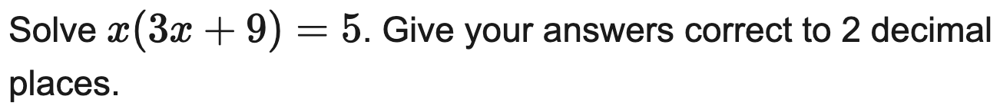 Solve x(3x + 9) = 5. Give your answers correct to 2 decimal
places.